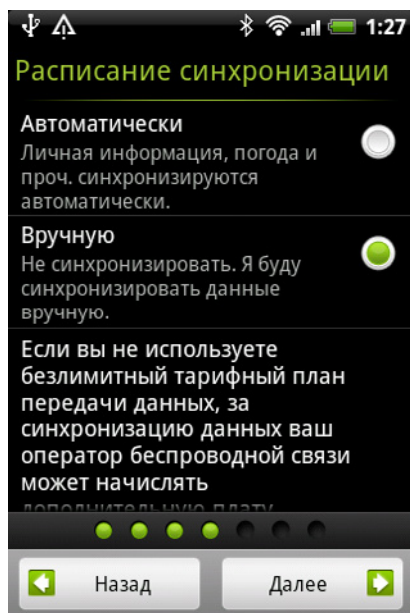 1:27
Расписание синхронизации
Автоматически
Личная информация, погода и
проч. синхронизируются
автоматически.
Вручную
Не синхронизировать. Я буду
синхронизировать данные
вручную.
Если вы не используете
безлимитный тарифный план
передачи данных, за
синхронизацию данных ваш
оператор беспроводной связи
может начислять
дополнительную плату
Назад Далее